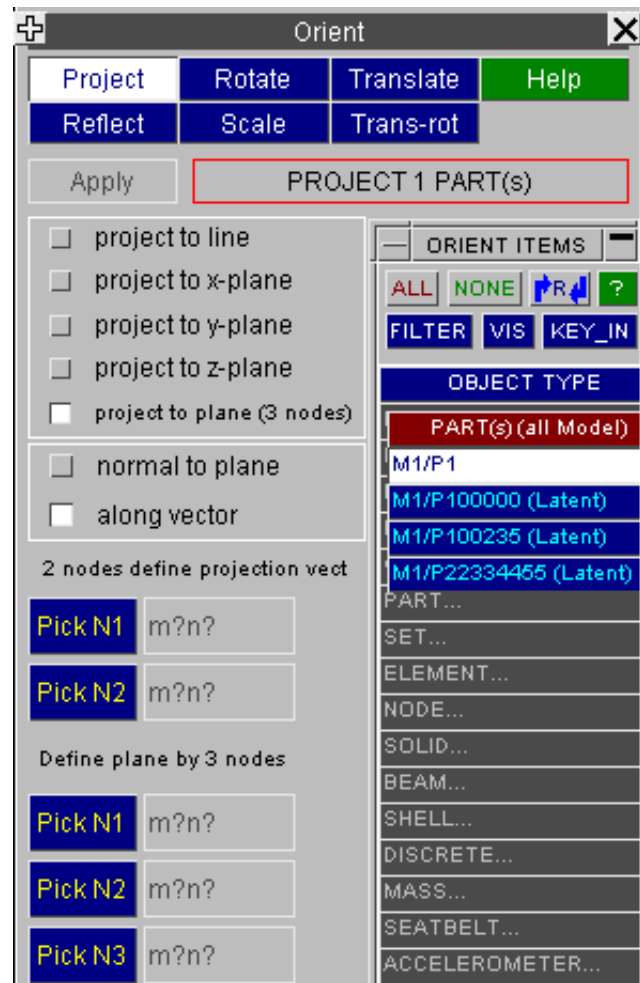 Orient
Project Rotate Translate Help
Reflect Scale Trans-rot
Apply PROJECT 1 PART(s)
project to line
project to x-plane
project to y-plane
project to z-plane
project to plane (3 nodes)
normal to plane
along vector
2 nodes define projection vect
Pick N1 m?n?
Pick N2 m?n?
Define plane by 3 nodes
Pick N1 m?n?
Pick N2 m?n?
Pick N3 m?n?
ORIENT ITEMS
ALL NONE R ?
FILTER VIS KEY_IN
OBJECT TYPE
PART(s) (all Model)
M1/P1
M1/P100000 (Latent)
M1/P100235 (Latent)
M1/P22334455 (Latent)
PART...
SET...
ELEMENT...
NODE...
SOLID...
BEAM...
SHELL...
DISCRETE...
MASS...
SEATBELT...
ACCELEROMETER...